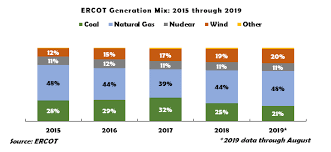 ERCOT Generation Mix: 2015 through 2019
Coal Natural Gas Nuclear Wind Other
12% 15% 17% 19% 20%
11% 12% 11% 11% 11%
48% 44% 39% 44% 45%
28% 29% 32% 25% 21%
2015 2016 2017 2018 2019*
Source: ERCOT *2019 data through August